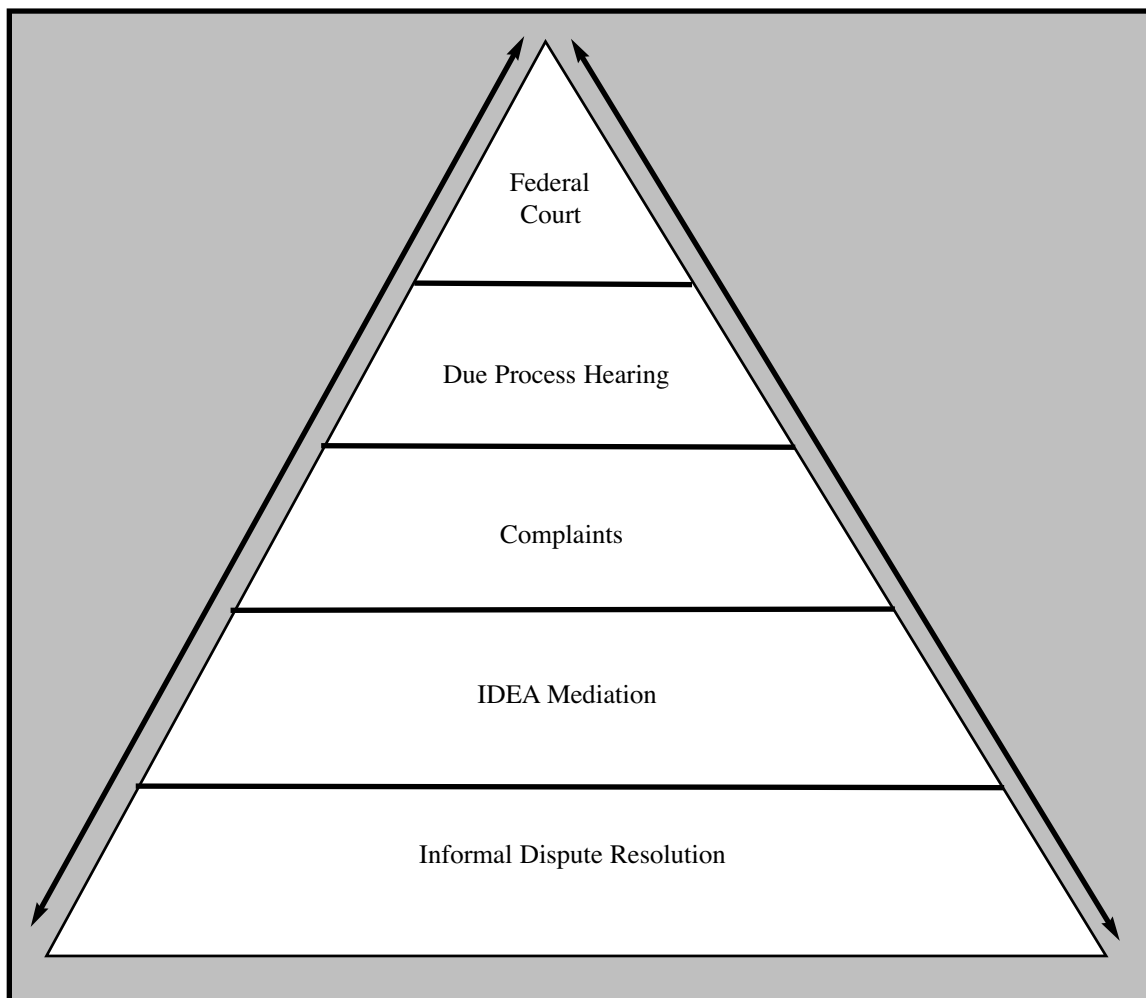 Federal
Court
Due Process Hearing
Complaints
IDEA Mediation
Informal Dispute Resolution